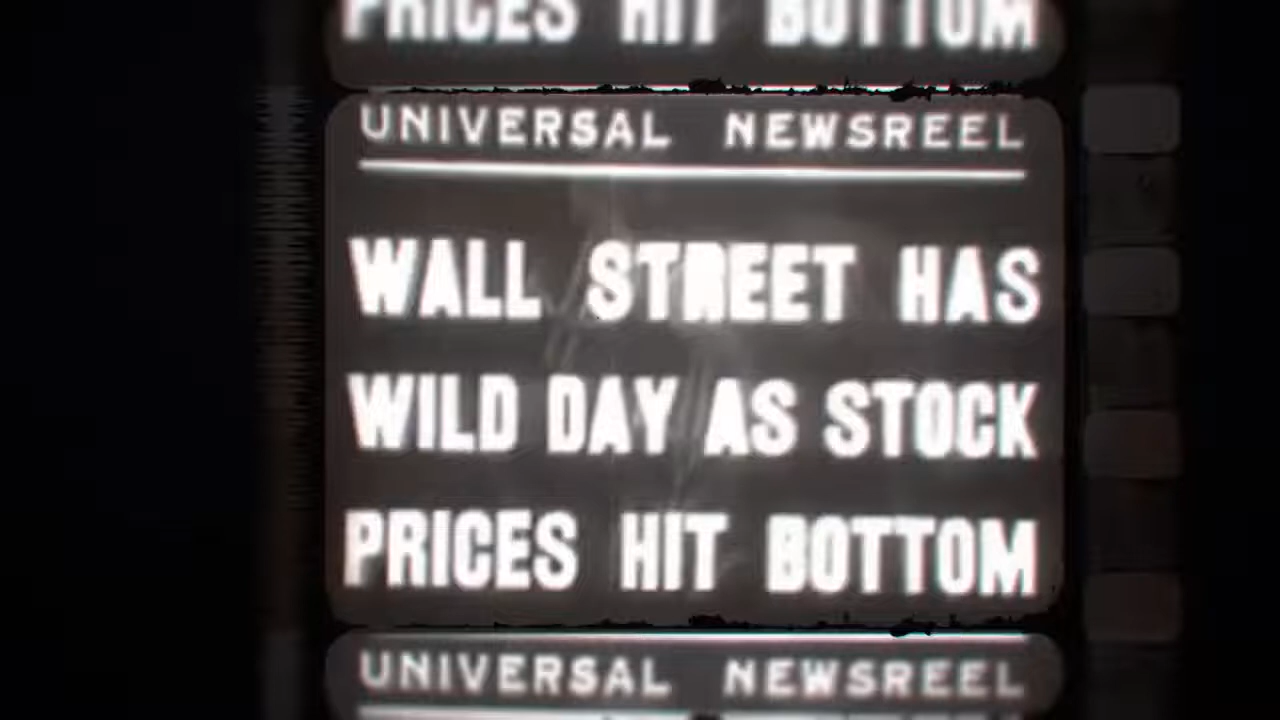 PRICES HIT BOTTOM
UNIVERSAL NEWSREEL
WALL STREET HAS
WILD DAY AS STOCK
PRICES HIT BOTTOM
UNIVERSAL NEWSREEL